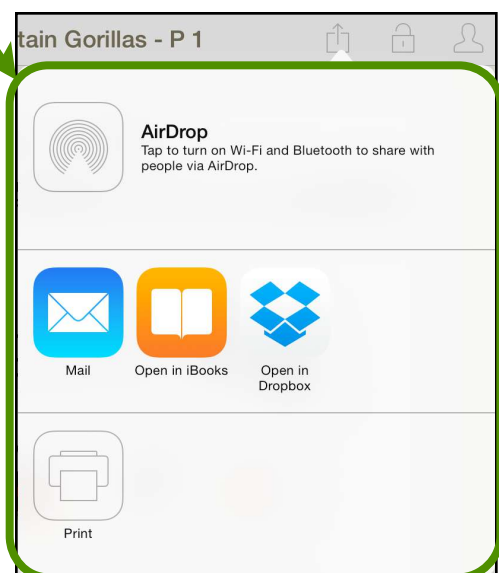 tain Gorillas - P 1
AirDrop
Tap to turn on Wi-Fi and Bluetooth to share with
people via AirDrop.
Mail
Open in iBooks
Open in
Dropbox
Print